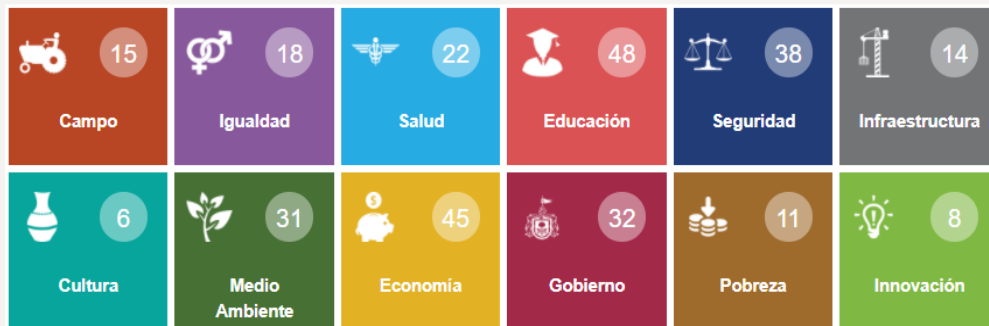 15
Campo
18
Igualdad
22
Salud
48
Educación
38
Seguridad
14
Infraestructura
6
Cultura
31
Medio
Ambiente
$
45
Economía
32
Gobierno
11
Pobreza
8
Innovación